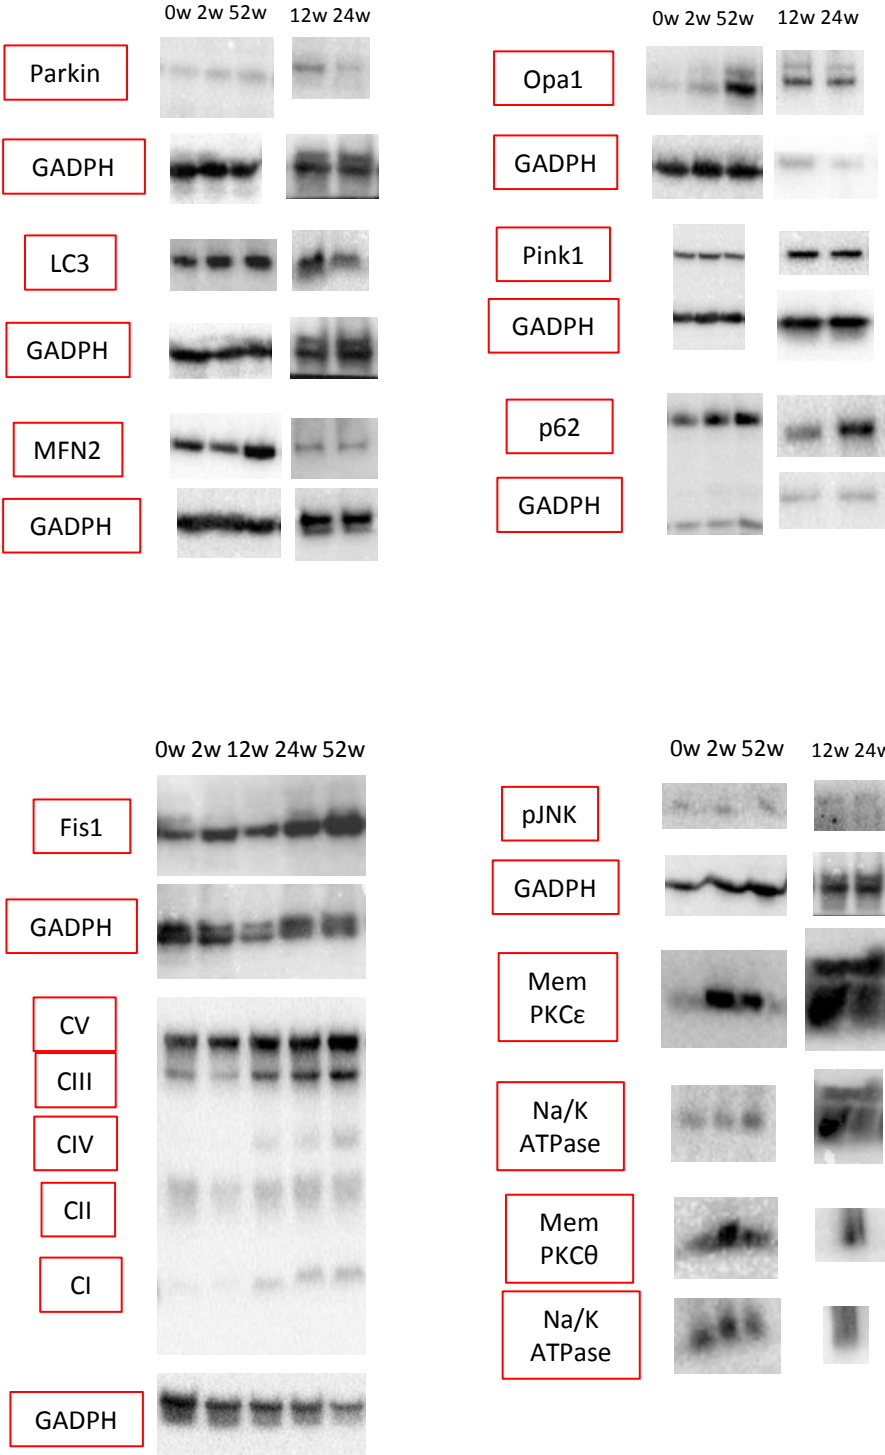 0w 2w 52w 12w 24w
Parkin
GADPH
LC3
GADPH
MFN2
GADPH
0w 2w 52w 12w 24w
Opa1
GADPH
Pink1
GADPH
p62
GADPH
0w 2w 12w 24w 52w
Fis1
GADPH
CV
CIII
CIV
CII
CI
GADPH
0w 2w 52w 12w 24w
pJNK
GADPH
Mem
PKCε
Na/K
ATPase
Mem
PKCθ
Na/K
ATPase